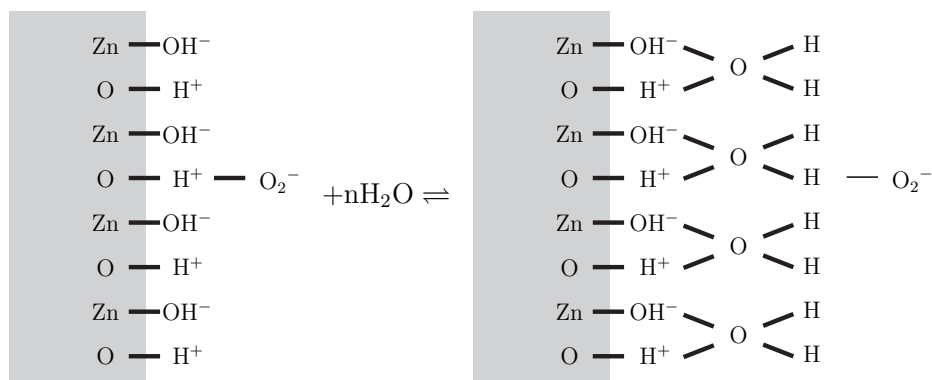 Zn OH⁻ Zn OH⁻ H
O
O H⁺ O H⁺ H
Zn OH⁻ Zn OH⁻ H
O
O H⁺ O₂⁻ +nH₂O ⇌ O H⁺ H O₂⁻
Zn OH⁻ Zn OH⁻ H
O
O H⁺ O H⁺ H
Zn OH⁻ Zn OH⁻ H
O
O H⁺ O H⁺ H